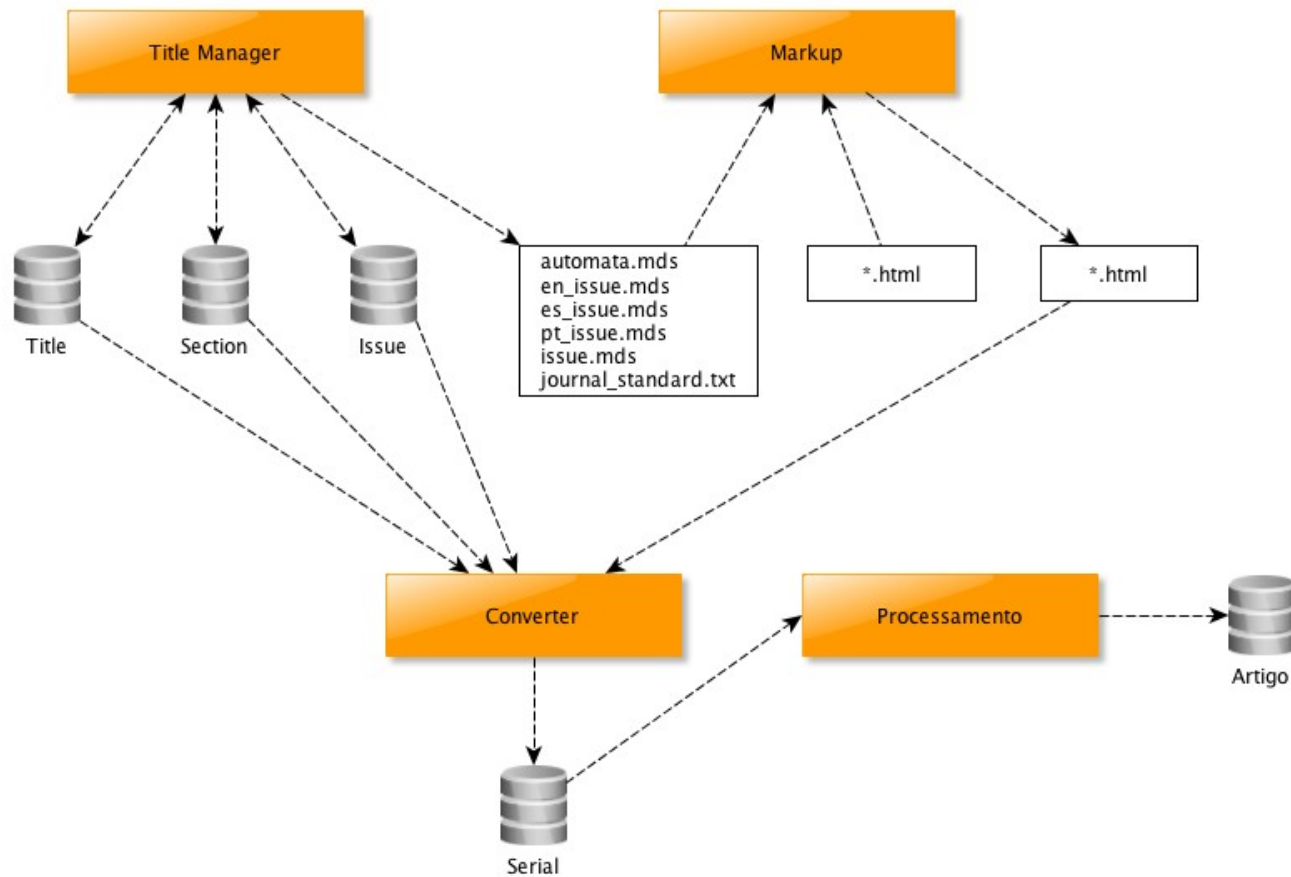 Title Manager
Markup
automata.mds
en_issue.mds
es_issue.mds
pt_issue.mds
issue.mds
journal_standard.txt
*.html
*.html
Title
Section
Issue
Converter
Processamento
Artigo
Serial